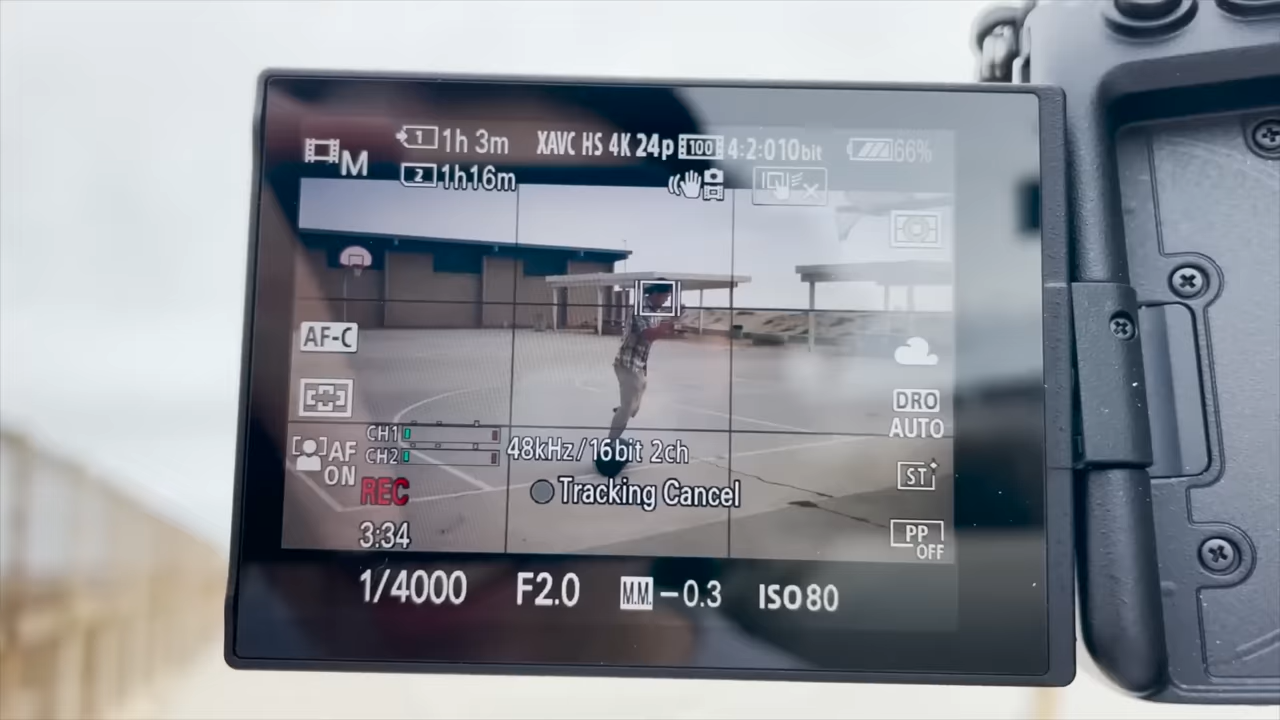 M
1 1h 3m XAVC HS 4K 24p 100 4:2:0 10bit 66%
2 1h16m
AF-C
AF
ON
CH1
CH2
48kHz/16bit 2ch
REC
Tracking Cancel
3:34
DRO
AUTO
ST
PP
OFF
1/4000 F2.0 M.M. -0.3 ISO80